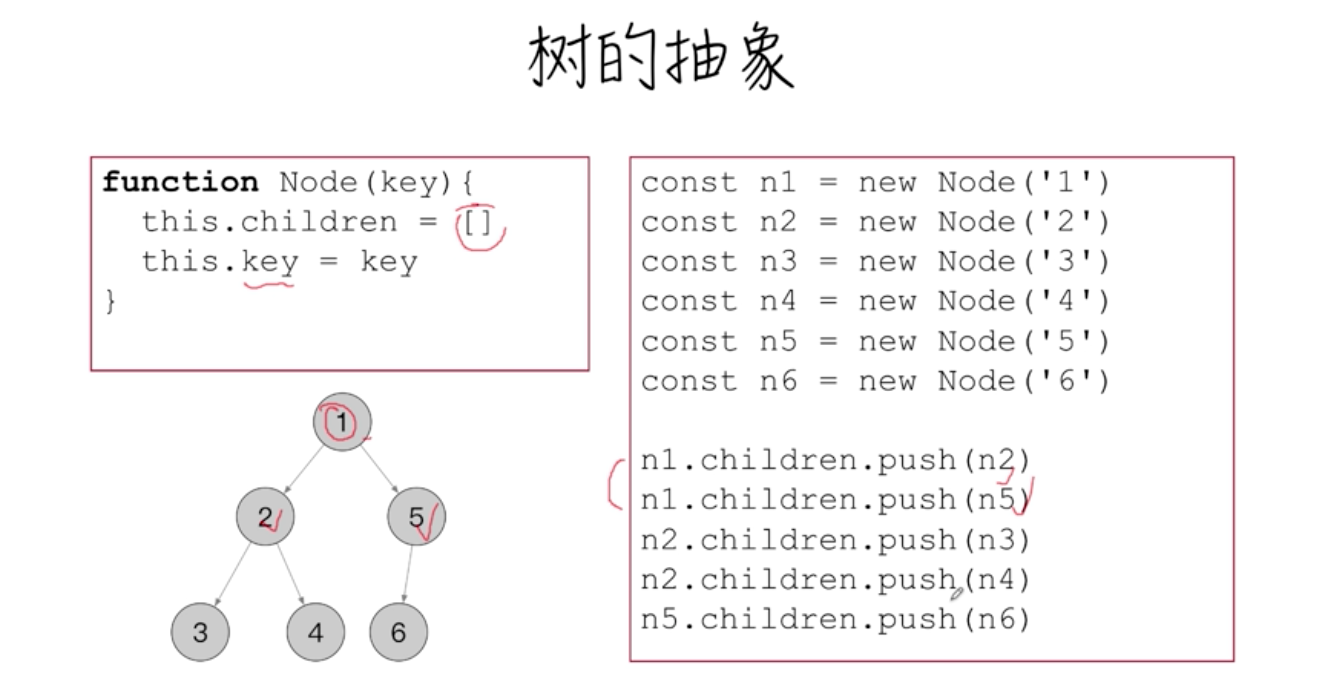 树的抽象
function Node(key){
this.children = []
this.key = key
}
const n1 = new Node('1')
const n2 = new Node('2')
const n3 = new Node('3')
const n4 = new Node('4')
const n5 = new Node('5')
const n6 = new Node('6')
n1.children.push(n2)
n1.children.push(n5)
n2.children.push(n3)
n2.children.push(n4)
n5.children.push(n6)
1
2 5
3 4 6